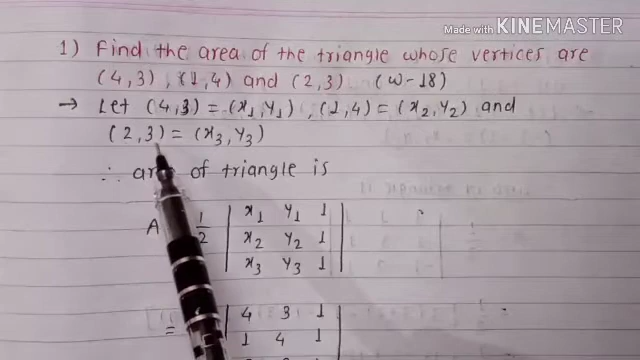 Made with KINEMASTER
1) Find the area of the triangle whose vertices are
(4,3), (1,4) and (2,3) (W-18)
→ Let (4,3) = (x1, y1), (1,4) = (x2, y2) and
(2,3) = (x3, y3)
∴ of triangle is
A 1/2 | x1 y1 1 |
| x2 y2 1 |
| x3 y3 1 |
= | 4 3 1 |
| 1 4 1 |